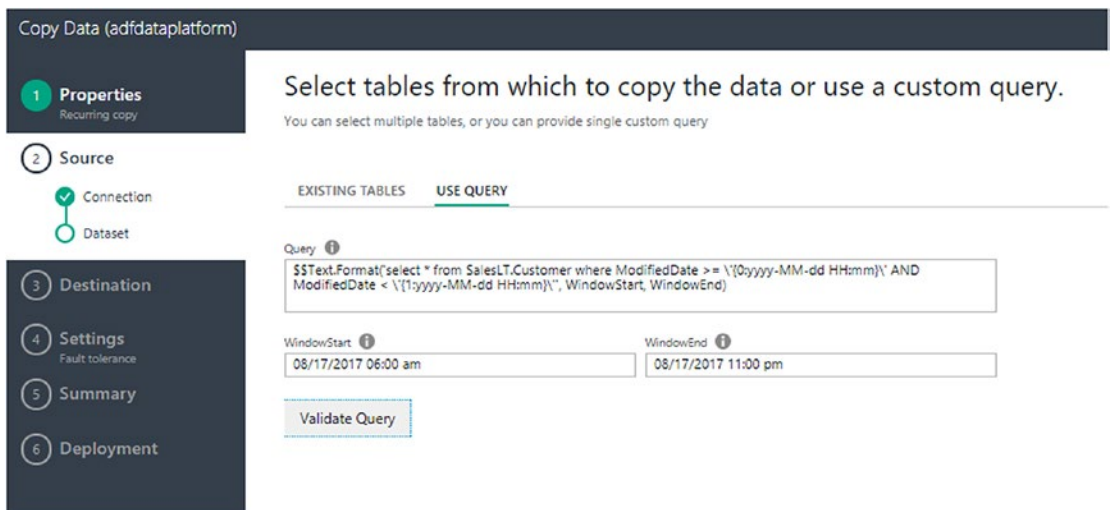 Copy Data (adfdataplatform)
1 Properties
Recurring copy
2 Source
Connection
Dataset
3 Destination
4 Settings
Fault tolerance
5 Summary
6 Deployment
Select tables from which to copy the data or use a custom query.
You can select multiple tables, or you can provide single custom query
EXISTING TABLES USE QUERY
Query
$$Text.Format('select * from SalesLT.Customer where ModifiedDate >= \'{0:yyyy-MM-dd HH:mm}\' AND
ModifiedDate < \'{1:yyyy-MM-dd HH:mm}\'', WindowStart, WindowEnd)
WindowStart WindowEnd
08/17/2017 06:00 am 08/17/2017 11:00 pm
Validate Query